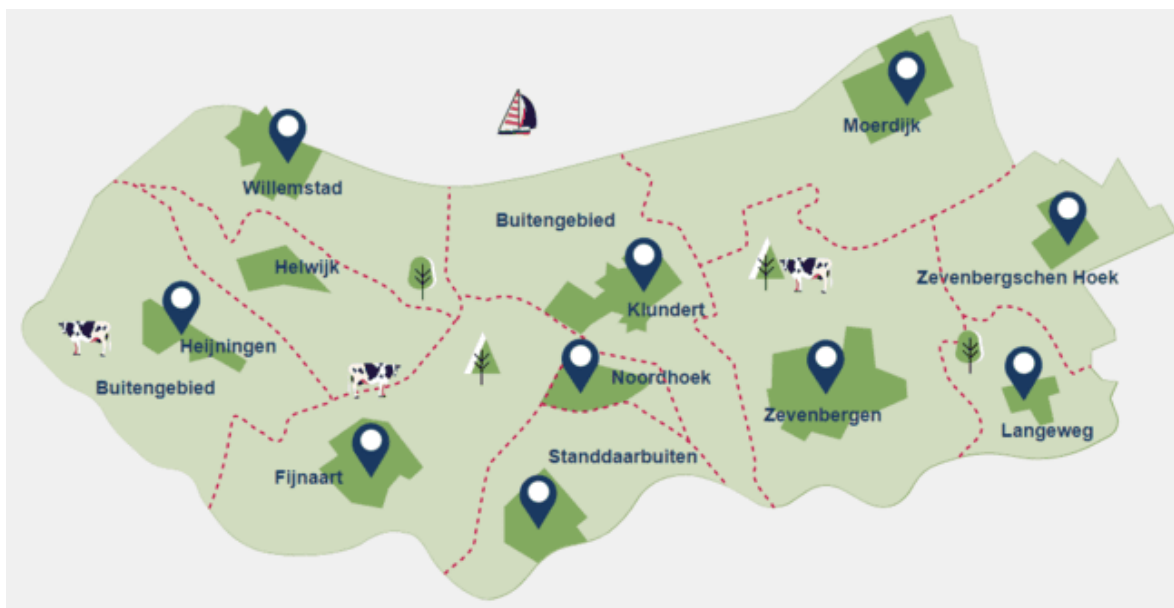 Moerdijk
Willemstad
Buitengebied
Helwijk
Zevenbergschen Hoek
Klundert
Heijningen
Noordhoek
Buitengebied
Zevenbergen
Langeweg
Standdaarbuiten
Fijnaart